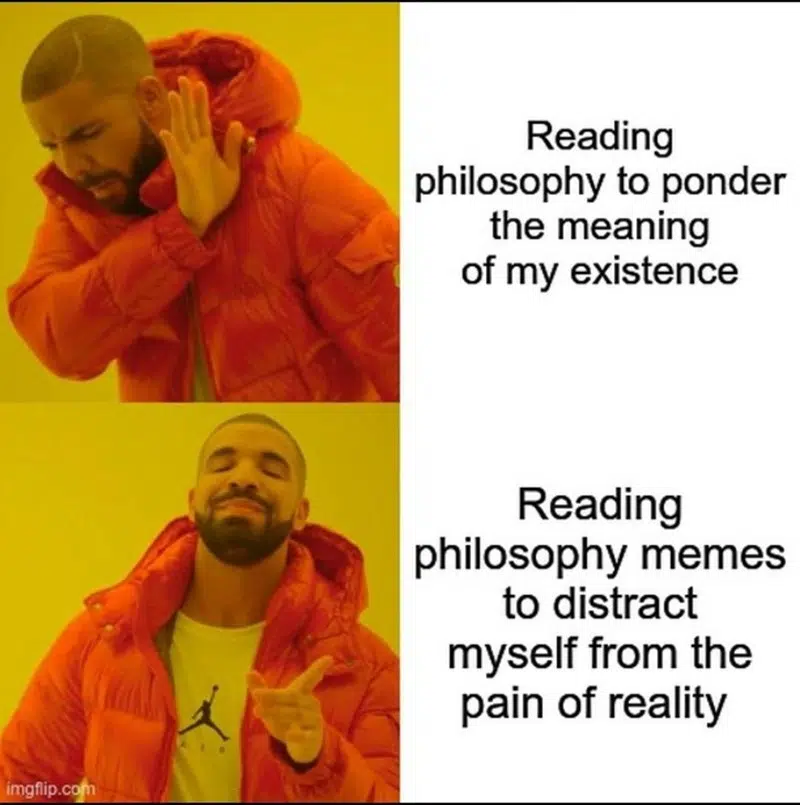 Reading
philosophy to ponder
the meaning
of my existence
Reading
philosophy memes
to distract
myself from the
pain of reality
imgflip.com